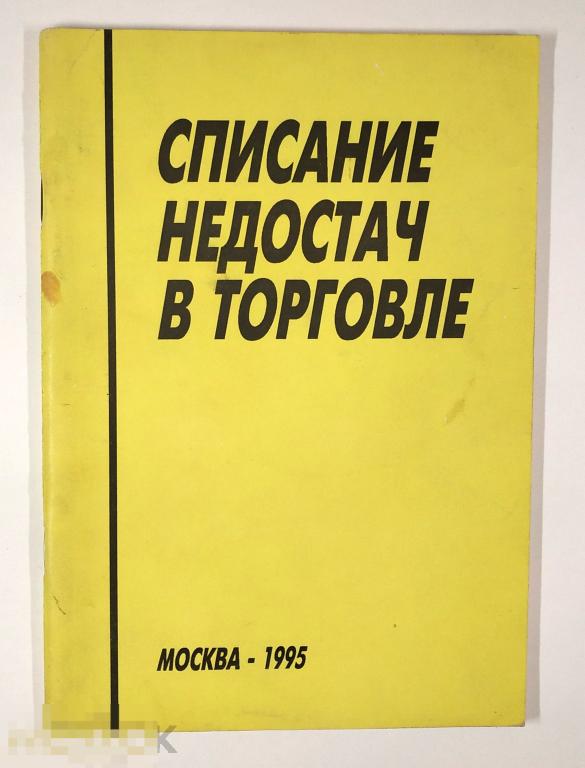 СПИСАНИЕ
НЕДОСТАЧ
В ТОРГОВЛЕ
МОСКВА - 1995